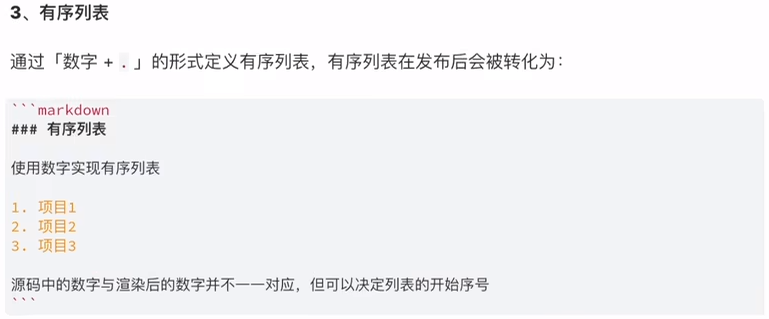 3、有序列表
通过「数字 + . 」的形式定义有序列表，有序列表在发布后会被转化为：
```markdown
### 有序列表
使用数字实现有序列表
1. 项目1
2. 项目2
3. 项目3
源码中的数字与渲染后的数字并不一一对应，但可以决定列表的开始序号
```